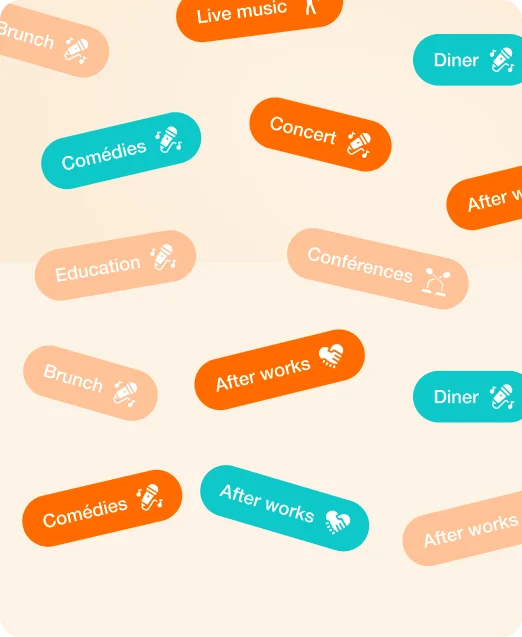 Brunch
Live music
Diner
Concert
Comédies
After w
Education
Conférences
Brunch
After works
Diner
Comédies
After works
After works